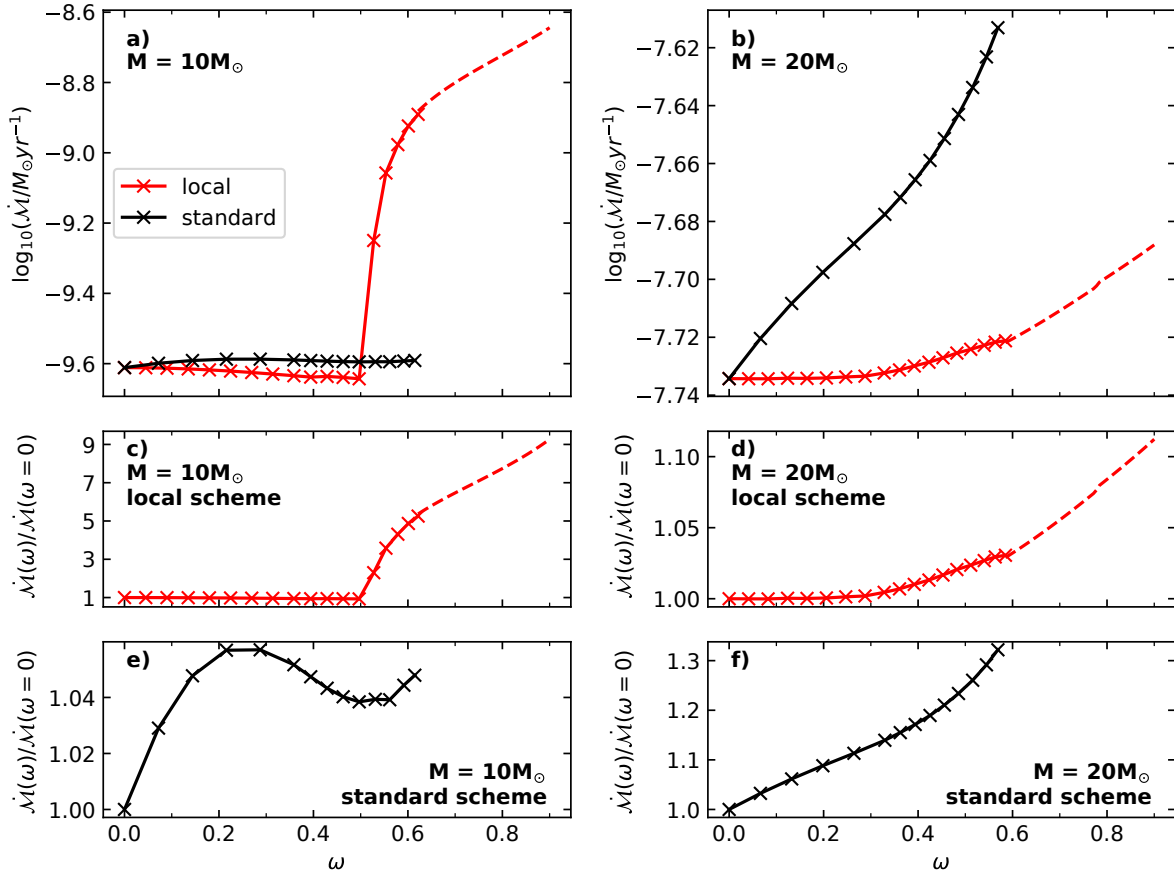 a)
M = 10M⊙
log₁₀(Ṁ/M⊙yr⁻¹)
−8.6
−8.8
−9.0
−9.2
−9.4
−9.6
local
standard
b)
M = 20M⊙
log₁₀(Ṁ/M⊙yr⁻¹)
−7.62
−7.64
−7.66
−7.68
−7.70
−7.72
−7.74
c)
M = 10M⊙
local scheme
Ṁ(ω)/Ṁ(ω = 0)
9
7
5
3
1
d)
M = 20M⊙
local scheme
Ṁ(ω)/Ṁ(ω = 0)
1.10
1.05
1.00
e)
M = 10M⊙
standard scheme
Ṁ(ω)/Ṁ(ω = 0)
1.04
1.02
1.00
0.0 0.2 0.4 0.6 0.8
ω
f)
M = 20M⊙
standard scheme
Ṁ(ω)/Ṁ(ω = 0)
1.3
1.2
1.1
1.0
0.0 0.2 0.4 0.6 0.8
ω